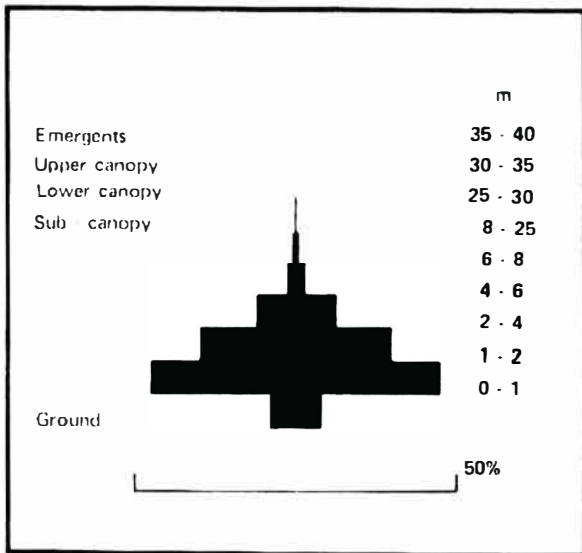 m
Emergents 35 - 40
Upper canopy 30 - 35
Lower canopy 25 - 30
Sub - canopy 8 - 25
6 - 8
4 - 6
2 - 4
1 - 2
0 - 1
Ground
50%